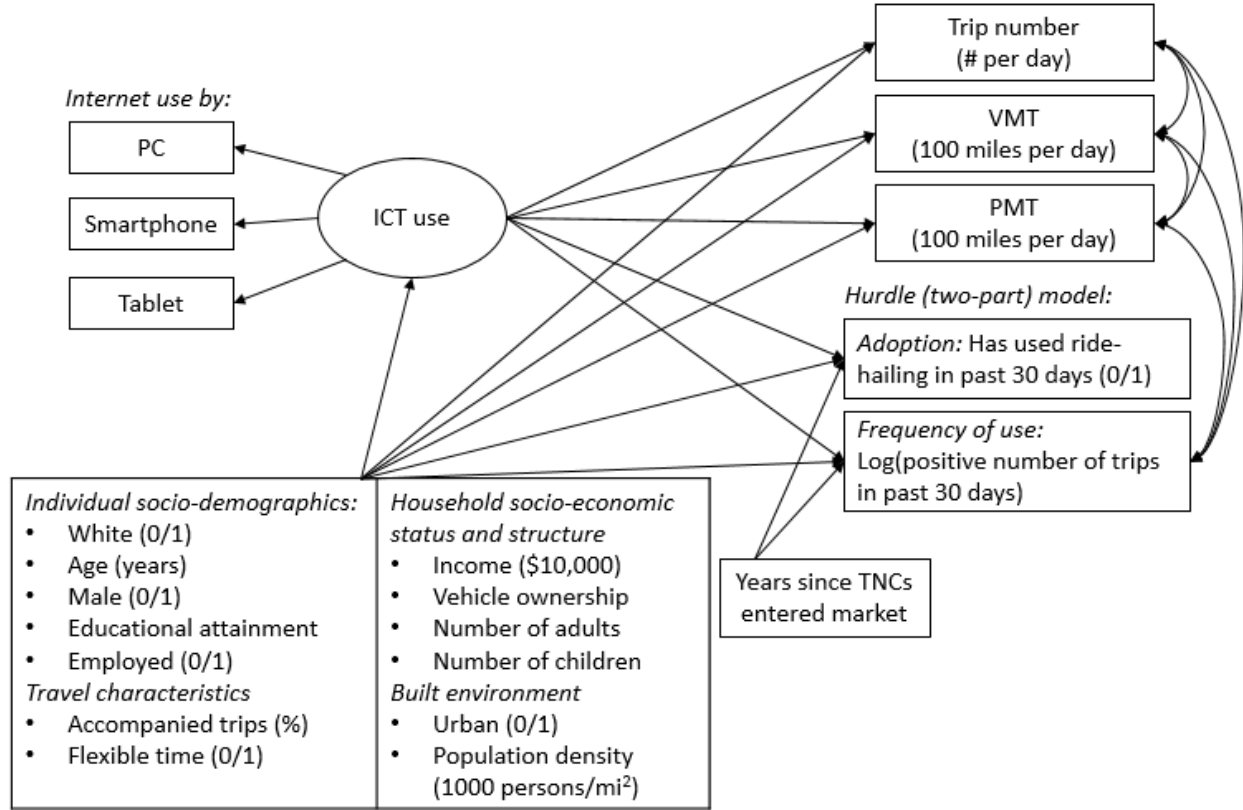 Internet use by:
PC
Smartphone
Tablet
ICT use
Trip number
(# per day)
VMT
(100 miles per day)
PMT
(100 miles per day)
Hurdle (two-part) model:
Adoption: Has used ride-
hailing in past 30 days (0/1)
Frequency of use:
Log(positive number of trips
in past 30 days)
Years since TNCs
entered market
Individual socio-demographics:
• White (0/1)
• Age (years)
• Male (0/1)
• Educational attainment
• Employed (0/1)
Travel characteristics
• Accompanied trips (%)
• Flexible time (0/1)
Household socio-economic
status and structure
• Income ($10,000)
• Vehicle ownership
• Number of adults
• Number of children
Built environment
• Urban (0/1)
• Population density
(1000 persons/mi²)